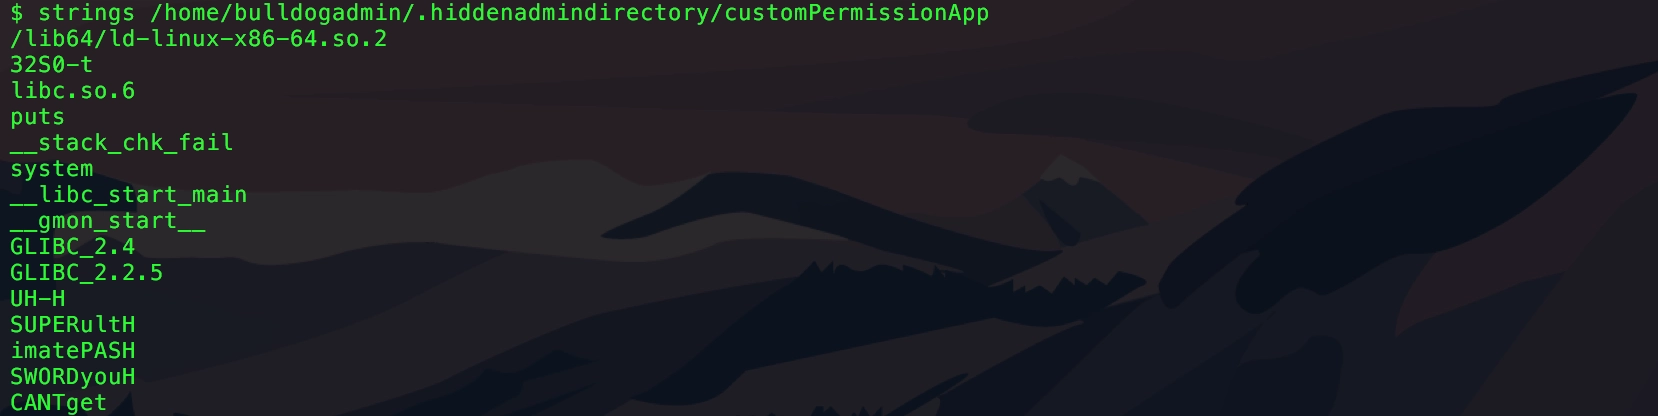 $ strings /home/bulldogadmin/.hiddenadmindirectory/customPermissionApp
/lib64/ld-linux-x86-64.so.2
32S0-t
libc.so.6
puts
__stack_chk_fail
system
__libc_start_main
__gmon_start__
GLIBC_2.4
GLIBC_2.2.5
UH-H
SUPERultH
imatePASH
SWORDyouH
CANTget